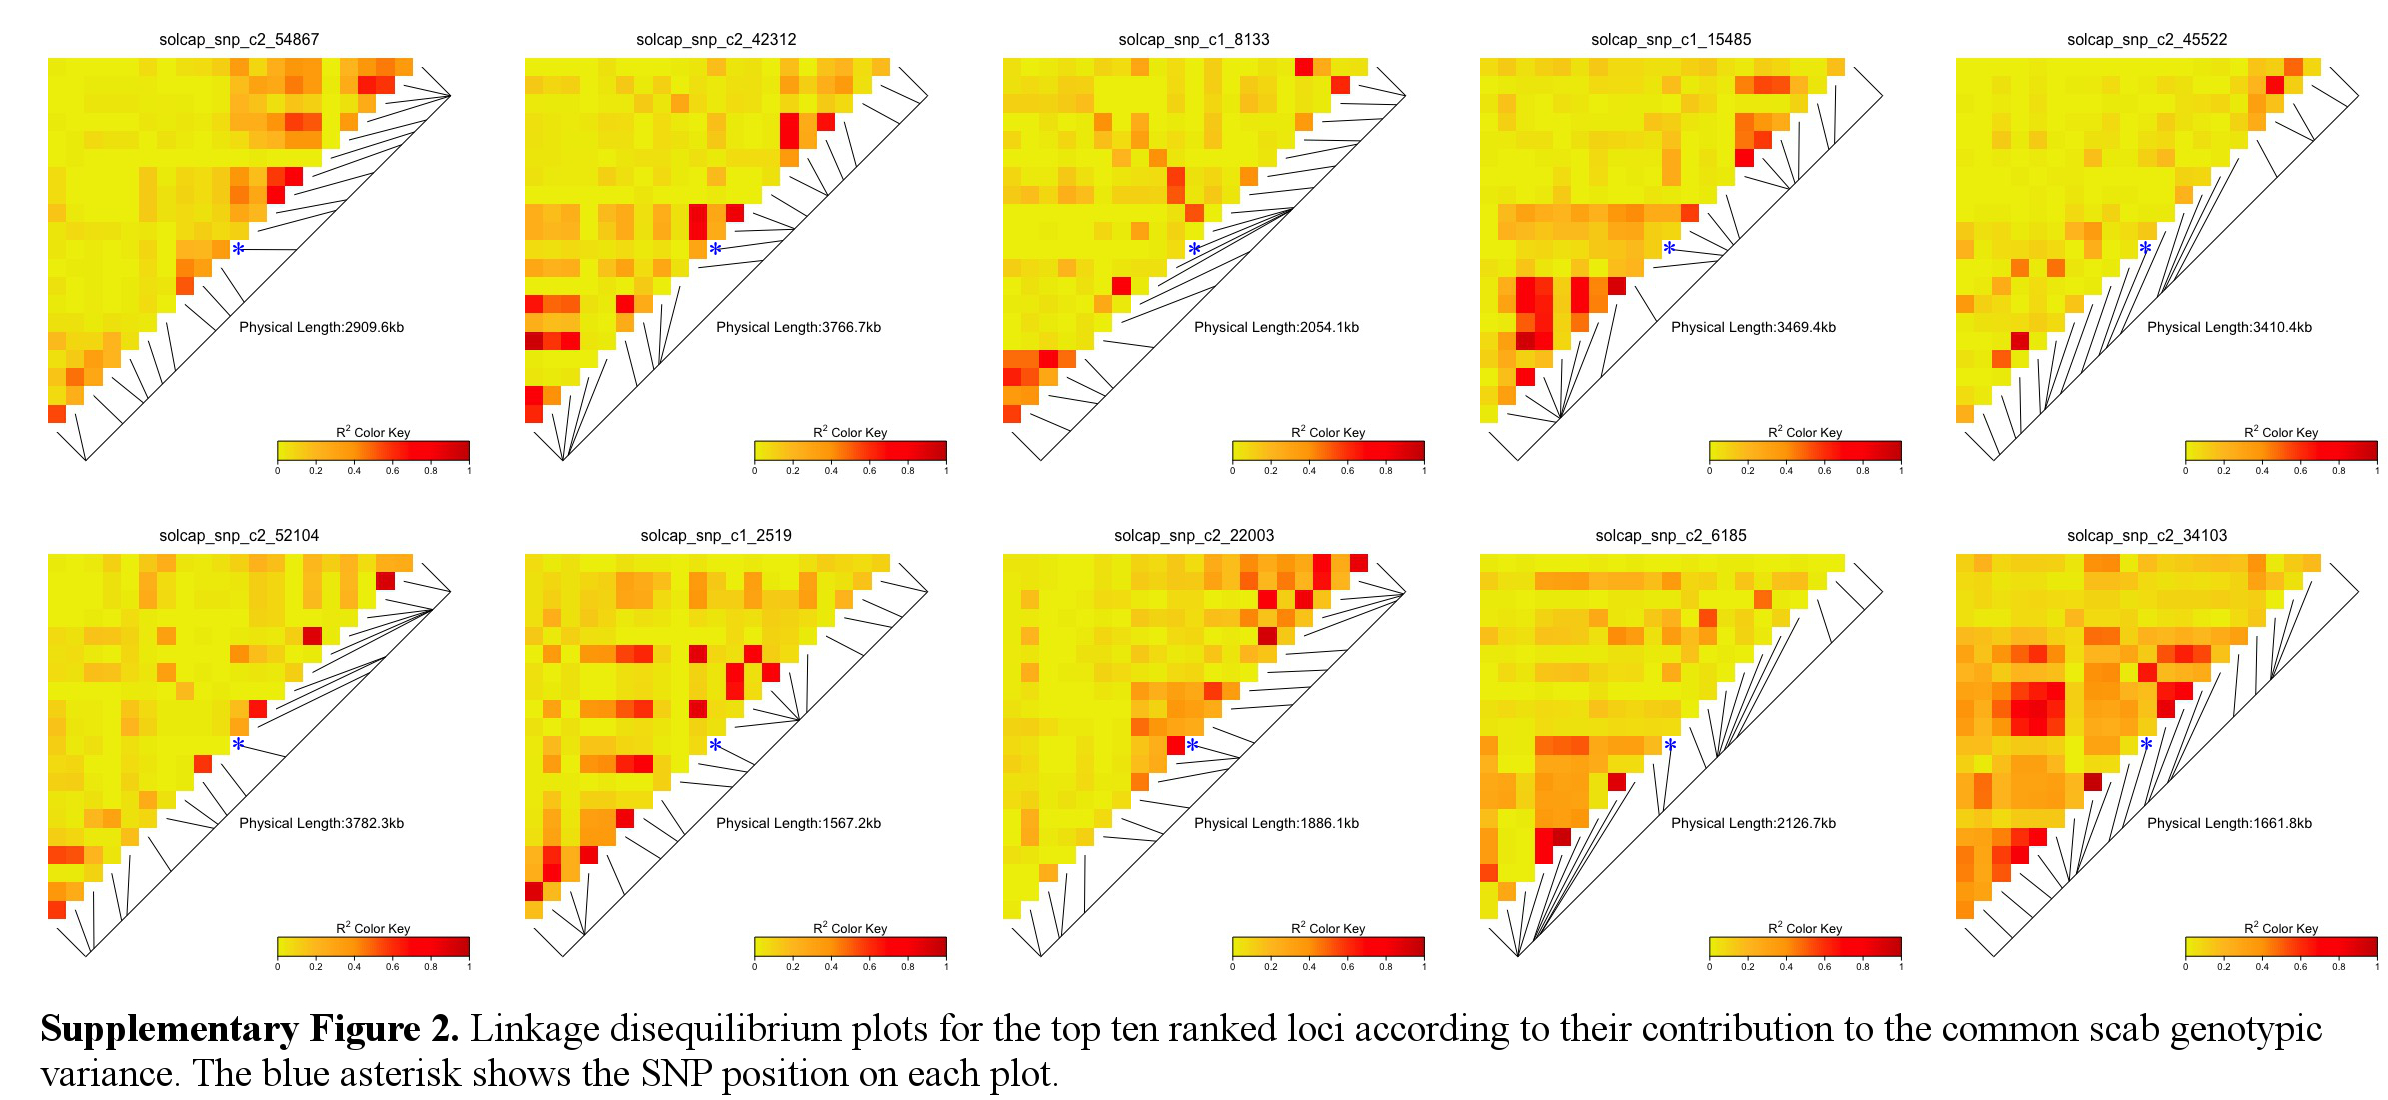 solcap_snp_c2_54867 solcap_snp_c2_42312 solcap_snp_c1_8133 solcap_snp_c1_15485 solcap_snp_c2_45522
* * * * *
Physical Length:2909.6kb Physical Length:3766.7kb Physical Length:2054.1kb Physical Length:3469.4kb Physical Length:3410.4kb
R² Color Key R² Color Key R² Color Key R² Color Key R² Color Key
0 0.2 0.4 0.6 0.8 1 0 0.2 0.4 0.6 0.8 1 0 0.2 0.4 0.6 0.8 1 0 0.2 0.4 0.6 0.8 1 0 0.2 0.4 0.6 0.8 1
solcap_snp_c2_52104 solcap_snp_c1_2519 solcap_snp_c2_22003 solcap_snp_c2_6185 solcap_snp_c2_34103
* * * * *
Physical Length:3782.3kb Physical Length:1567.2kb Physical Length:1886.1kb Physical Length:2126.7kb Physical Length:1661.8kb
R² Color Key R² Color Key R² Color Key R² Color Key R² Color Key
0 0.2 0.4 0.6 0.8 1 0 0.2 0.4 0.6 0.8 1 0 0.2 0.4 0.6 0.8 1 0 0.2 0.4 0.6 0.8 1 0 0.2 0.4 0.6 0.8 1
Supplementary Figure 2. Linkage disequilibrium plots for the top ten ranked loci according to their contribution to the common scab genotypic
variance. The blue asterisk shows the SNP position on each plot.